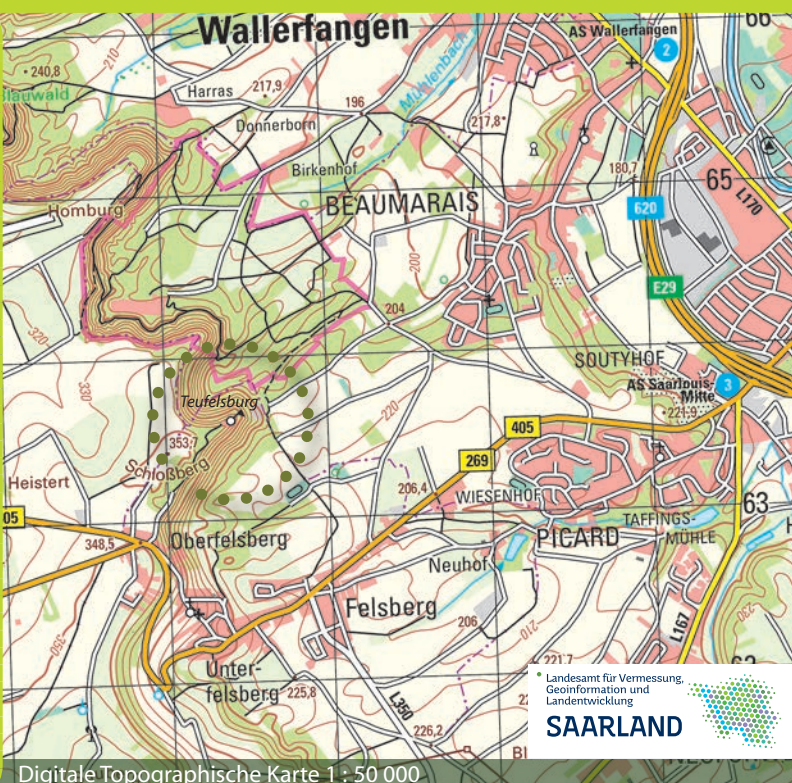 Wallerfangen
66
AS Wallerfangen
2
240,8
Blauwald
210
Harras
217,9
196
Mühlenbach
217,8
Donnerborn
Birkenhof
180,7
65
L170
Homburg
BEAUMARAIS
620
200
E29
320
204
SOUTYHOF
330
AS Saarlouis-
Mitte
3
Teufelsburg
221,9
220
405
353,7
Schloßberg
269
Heistert
206,4
WIESENHOF
63
05
TAFFINGS-
MÜHLE
348,5
Oberfelsberg
PICARD
Neuhof
Felsberg
230
206
210
L167
350
Unter-
felsberg
221,7
225,8
L350
226,2
Landesamt für Vermessung,
Geoinformation und
Landentwicklung
SAARLAND
Digitale Topographische Karte 1 : 50 000